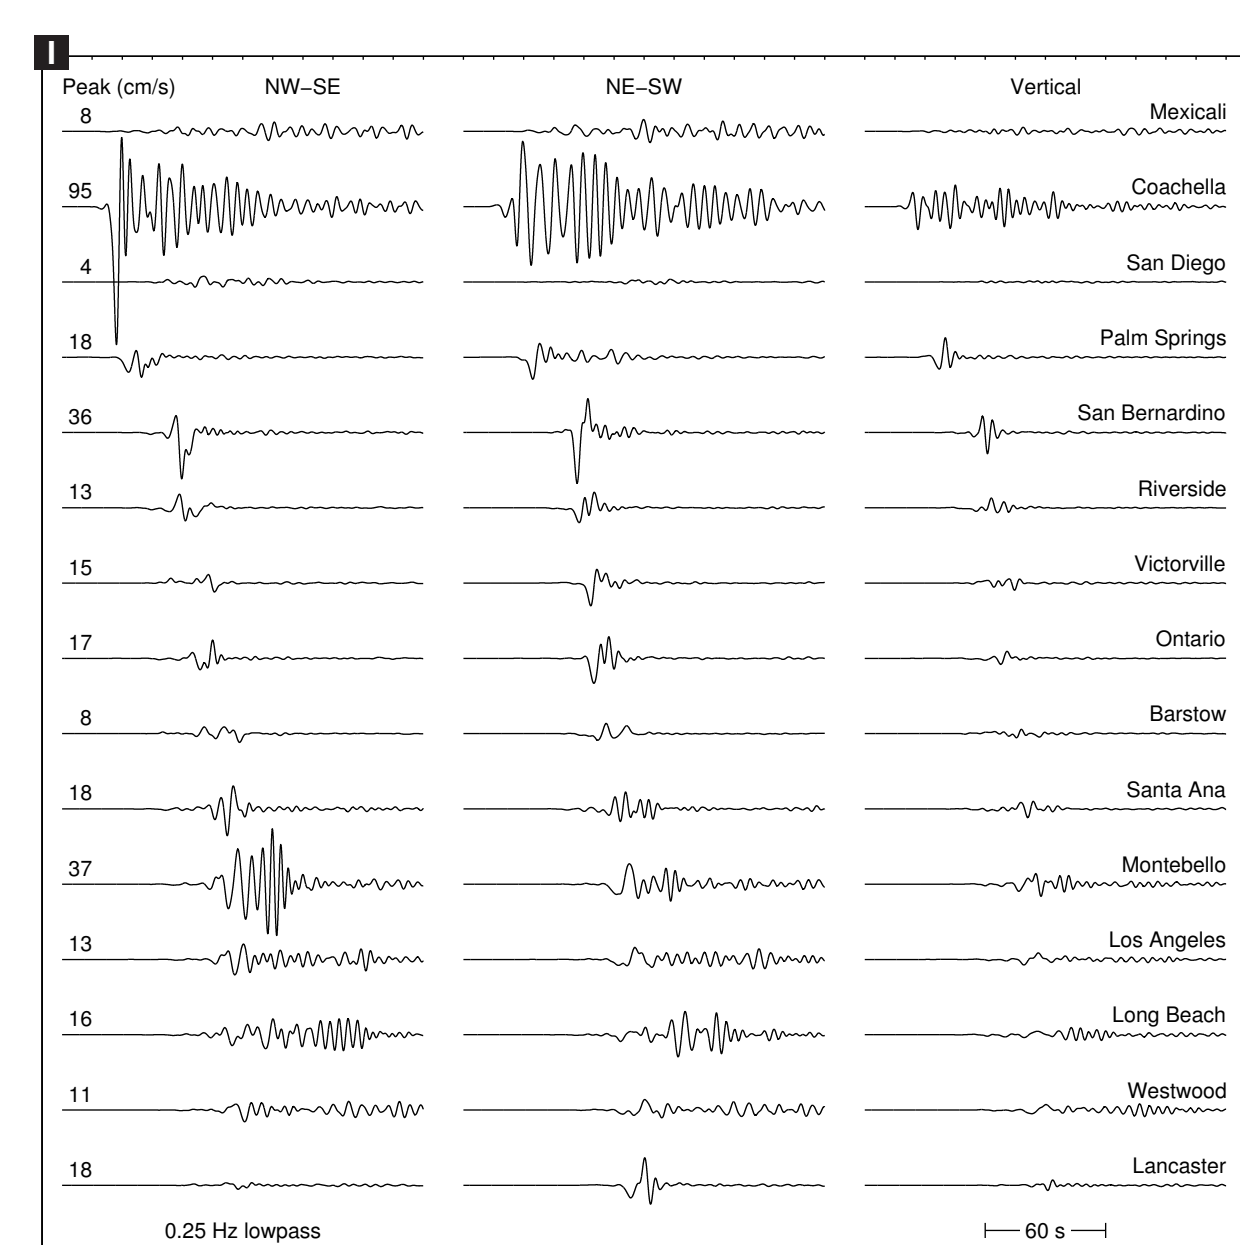 I
Peak (cm/s) NW–SE NE–SW Vertical
8 Mexicali
95 Coachella
4 San Diego
18 Palm Springs
36 San Bernardino
13 Riverside
15 Victorville
17 Ontario
8 Barstow
18 Santa Ana
37 Montebello
13 Los Angeles
16 Long Beach
11 Westwood
18 Lancaster
0.25 Hz lowpass 60 s